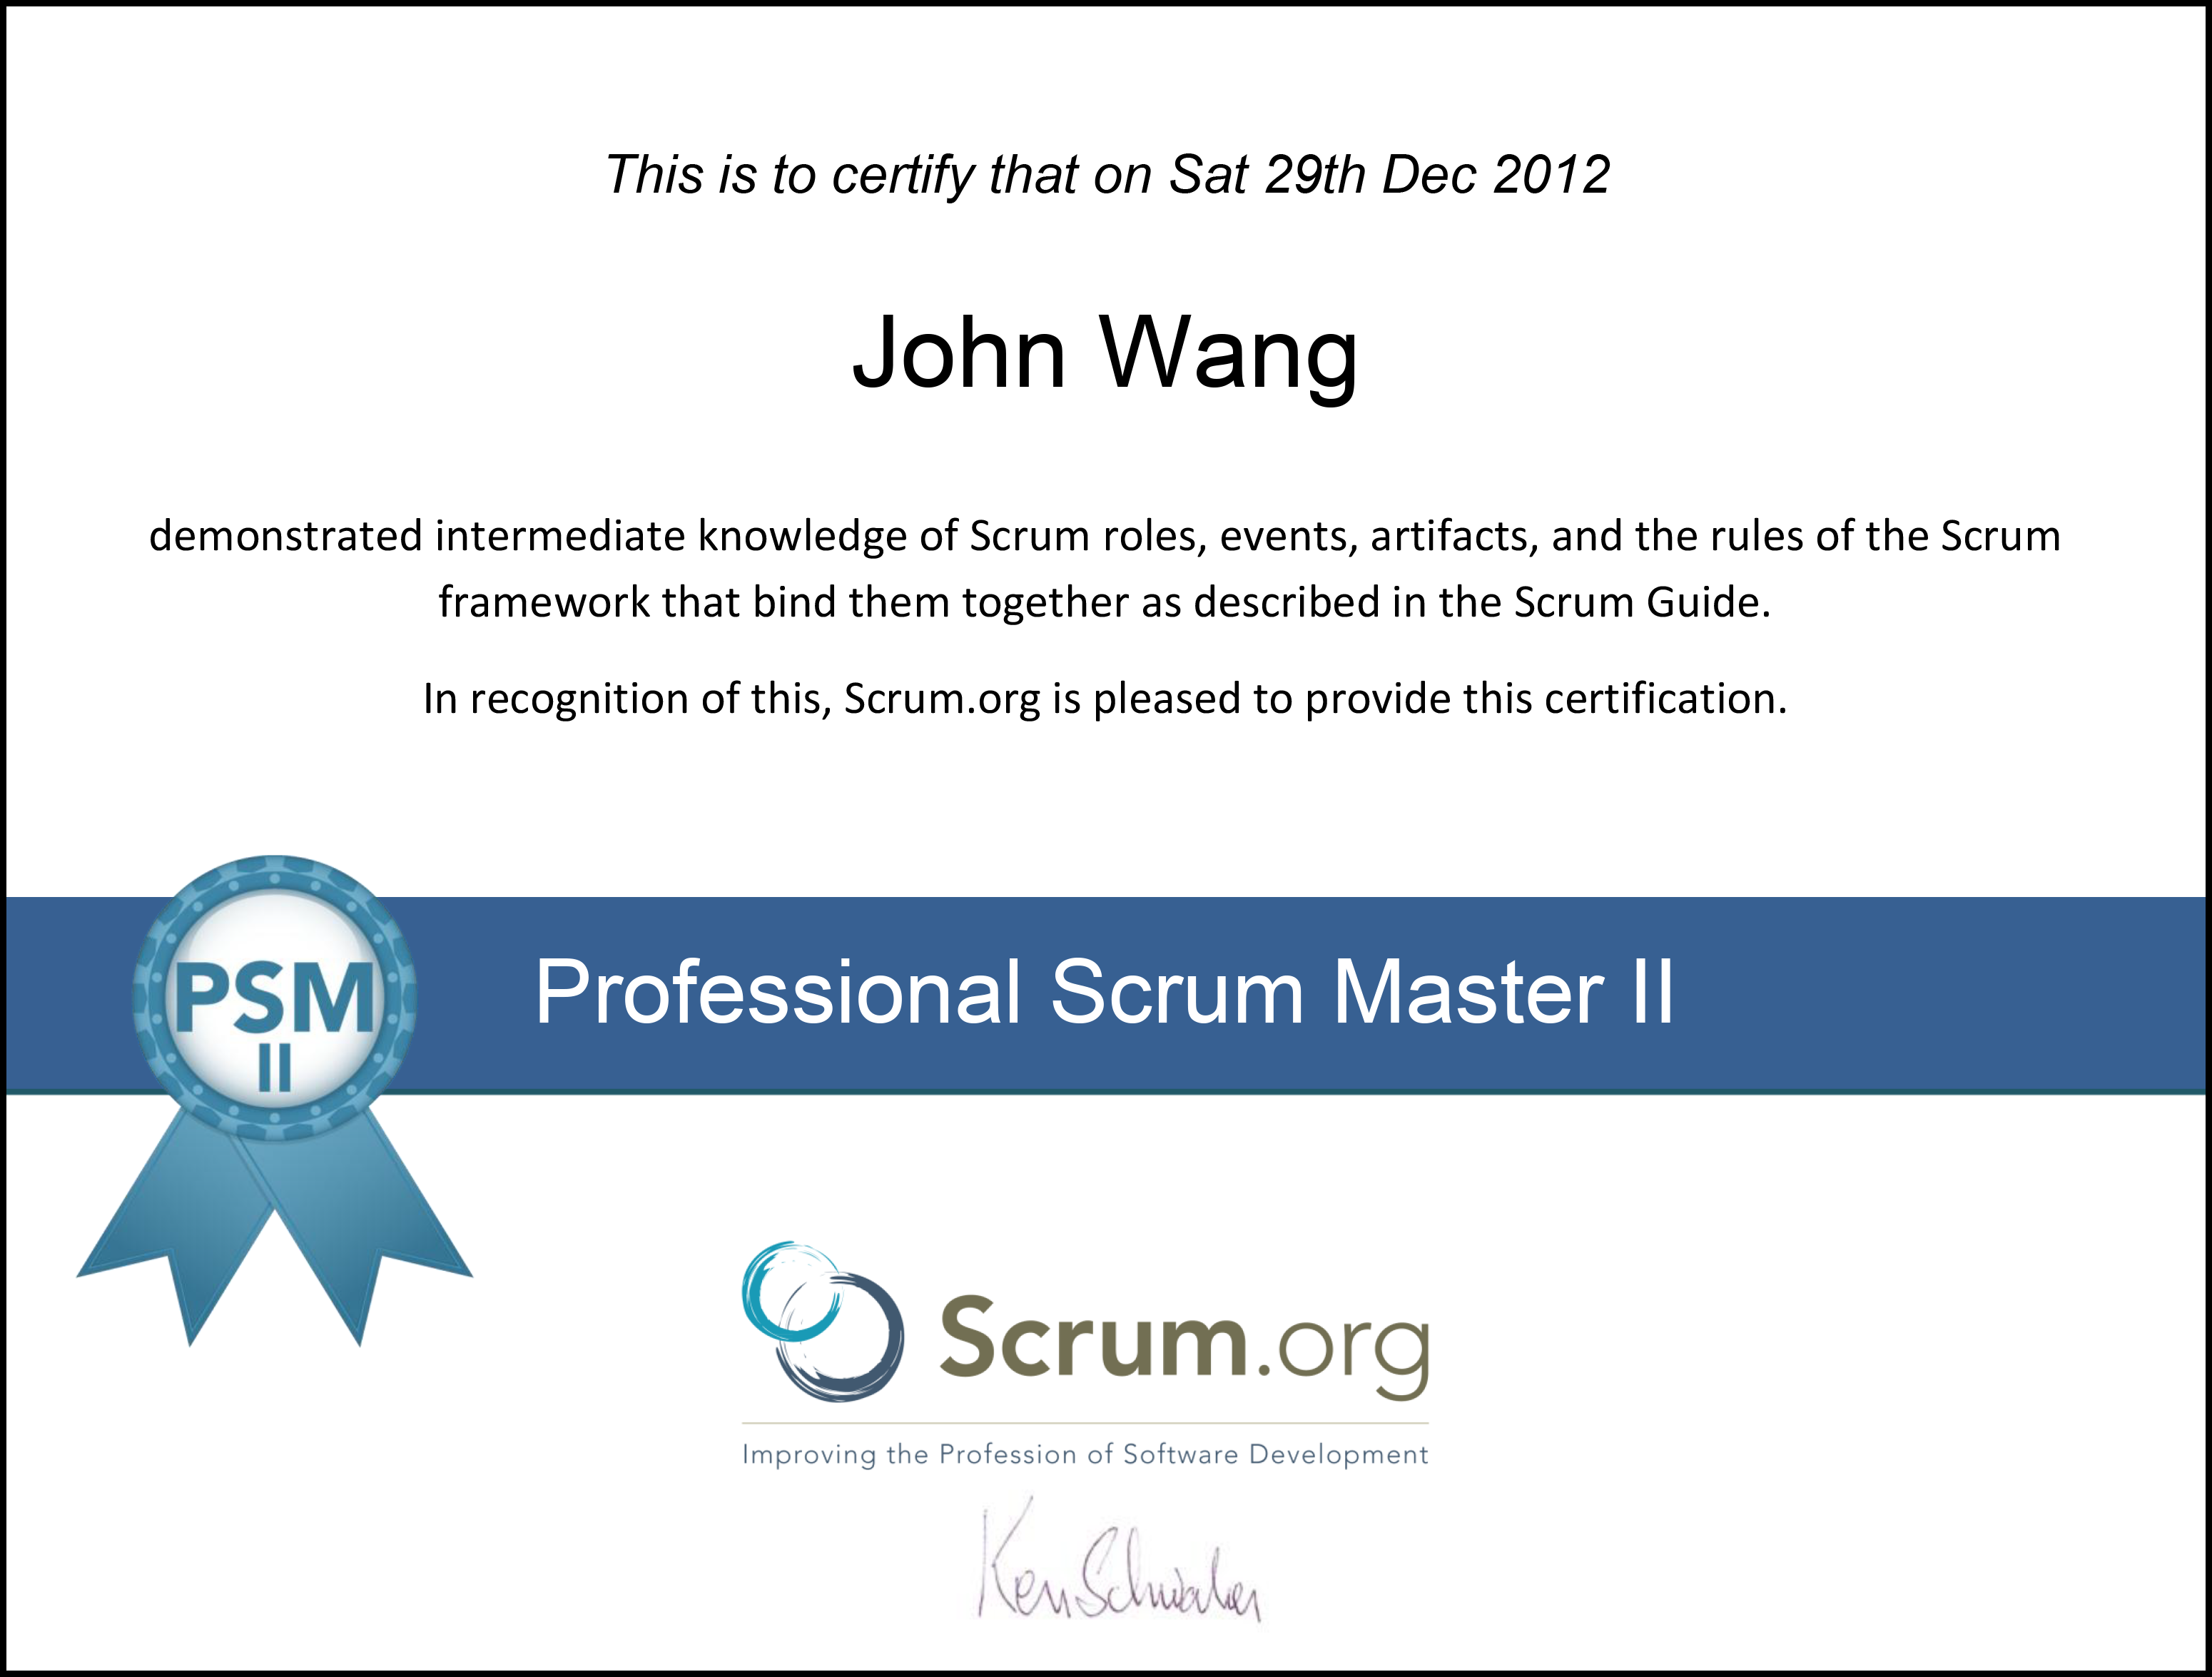 This is to certify that on Sat 29th Dec 2012
John Wang
demonstrated intermediate knowledge of Scrum roles, events, artifacts, and the rules of the Scrum
framework that bind them together as described in the Scrum Guide.
In recognition of this, Scrum.org is pleased to provide this certification.
PSM
II
Professional Scrum Master II
Scrum.org
Improving the Profession of Software Development
Ken Schwaber